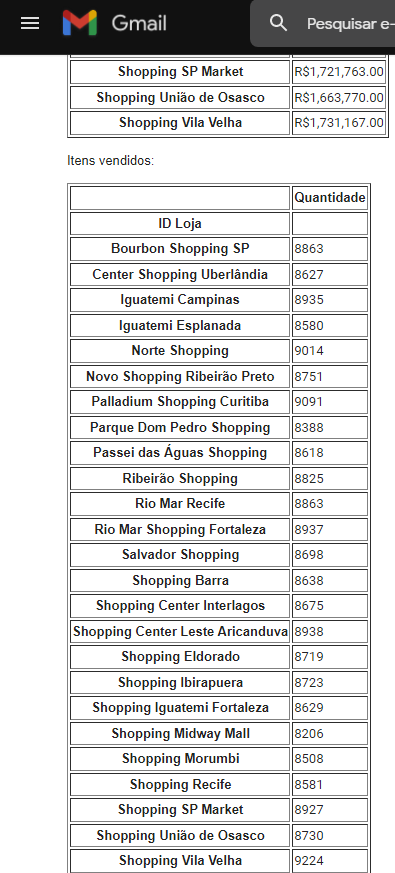 Gmail Pesquisar e-
Shopping SP Market R$1,721,763.00
Shopping União de Osasco R$1,663,770.00
Shopping Vila Velha R$1,731,167.00
Itens vendidos:
Quantidade
ID Loja
Bourbon Shopping SP 8863
Center Shopping Uberlândia 8627
Iguatemi Campinas 8935
Iguatemi Esplanada 8580
Norte Shopping 9014
Novo Shopping Ribeirão Preto 8751
Palladium Shopping Curitiba 9091
Parque Dom Pedro Shopping 8388
Passei das Águas Shopping 8618
Ribeirão Shopping 8825
Rio Mar Recife 8863
Rio Mar Shopping Fortaleza 8937
Salvador Shopping 8698
Shopping Barra 8638
Shopping Center Interlagos 8675
Shopping Center Leste Aricanduva 8938
Shopping Eldorado 8719
Shopping Ibirapuera 8723
Shopping Iguatemi Fortaleza 8629
Shopping Midway Mall 8206
Shopping Morumbi 8508
Shopping Recife 8581
Shopping SP Market 8927
Shopping União de Osasco 8730
Shopping Vila Velha 9224